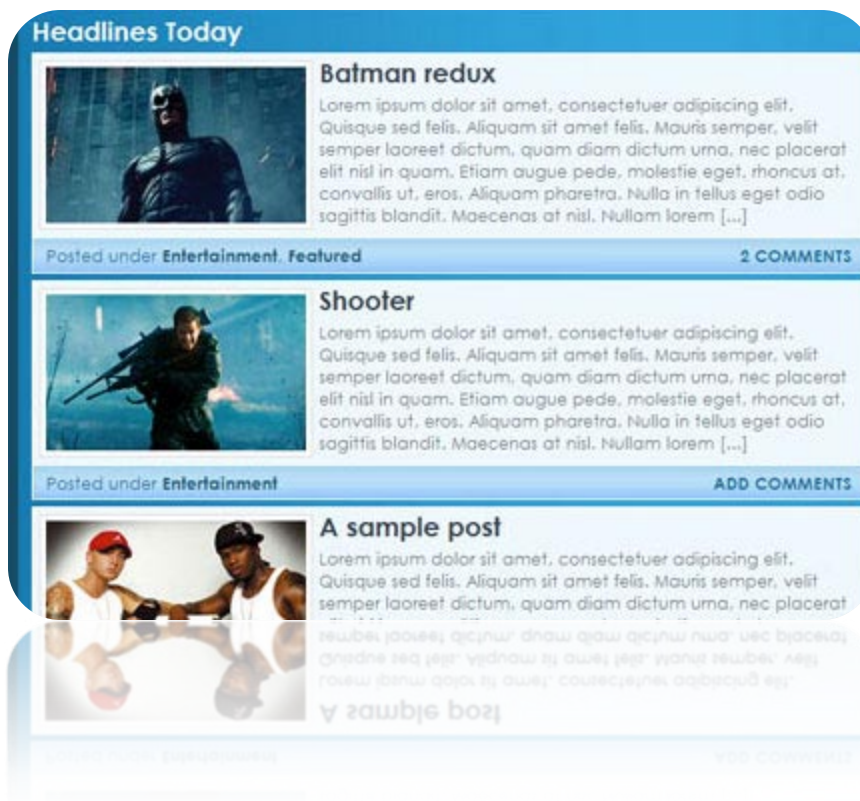 Headlines Today
Batman redux
Lorem ipsum dolor sit amet, consectetuer adipiscing elit.
Quisque sed felis. Aliquam sit amet felis. Mauris semper, velit
semper laoreet dictum, quam diam dictum urna, nec placerat
elit nisl in quam. Etiam augue pede, molestie eget, rhoncus at,
convallis ut, eros. Aliquam pharetra. Nulla in tellus eget odio
sagittis blandit. Maecenas at nisl. Nullam lorem [...]
Posted under Entertainment, Featured
2 COMMENTS
Shooter
Lorem ipsum dolor sit amet, consectetuer adipiscing elit.
Quisque sed felis. Aliquam sit amet felis. Mauris semper, velit
semper laoreet dictum, quam diam dictum urna, nec placerat
elit nisl in quam. Etiam augue pede, molestie eget, rhoncus at,
convallis ut, eros. Aliquam pharetra. Nulla in tellus eget odio
sagittis blandit. Maecenas at nisl. Nullam lorem [...]
Posted under Entertainment
ADD COMMENTS
A sample post
Lorem ipsum dolor sit amet, consectetuer adipiscing elit.
Quisque sed felis. Aliquam sit amet felis. Mauris semper, velit
semper laoreet dictum, quam diam dictum urna, nec placerat